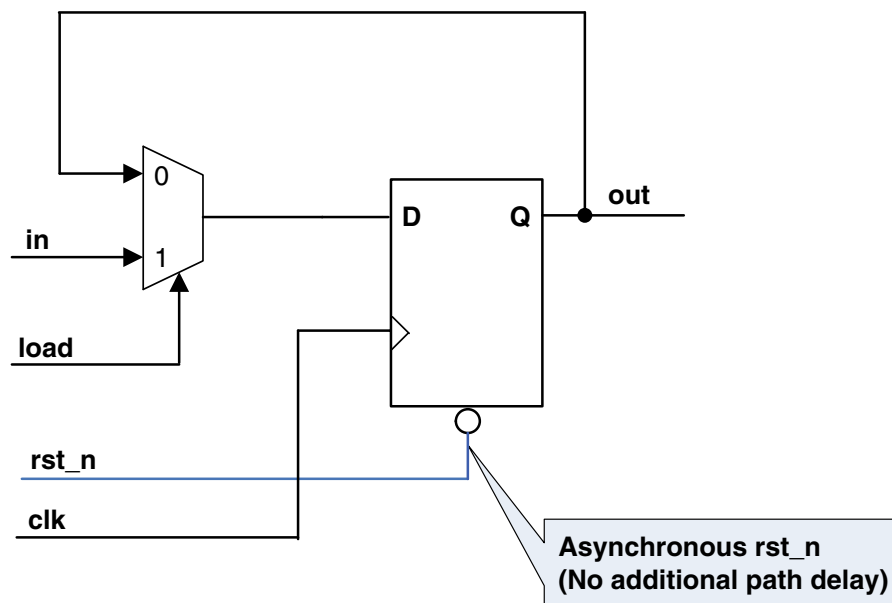 0
in
1
load
D
Q
out
rst_n
clk
Asynchronous rst_n
(No additional path delay)